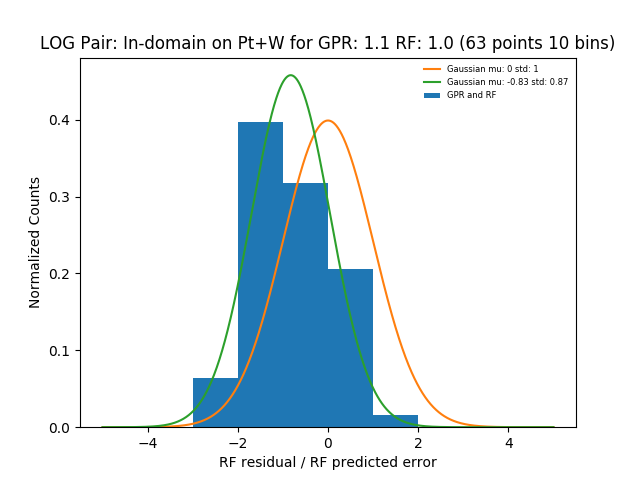 LOG Pair: In-domain on Pt+W for GPR: 1.1 RF: 1.0 (63 points 10 bins)
Gaussian mu: 0 std: 1
Gaussian mu: -0.83 std: 0.87
GPR and RF
Normalized Counts
0.4
0.3
0.2
0.1
0.0
−4 −2 0 2 4
RF residual / RF predicted error